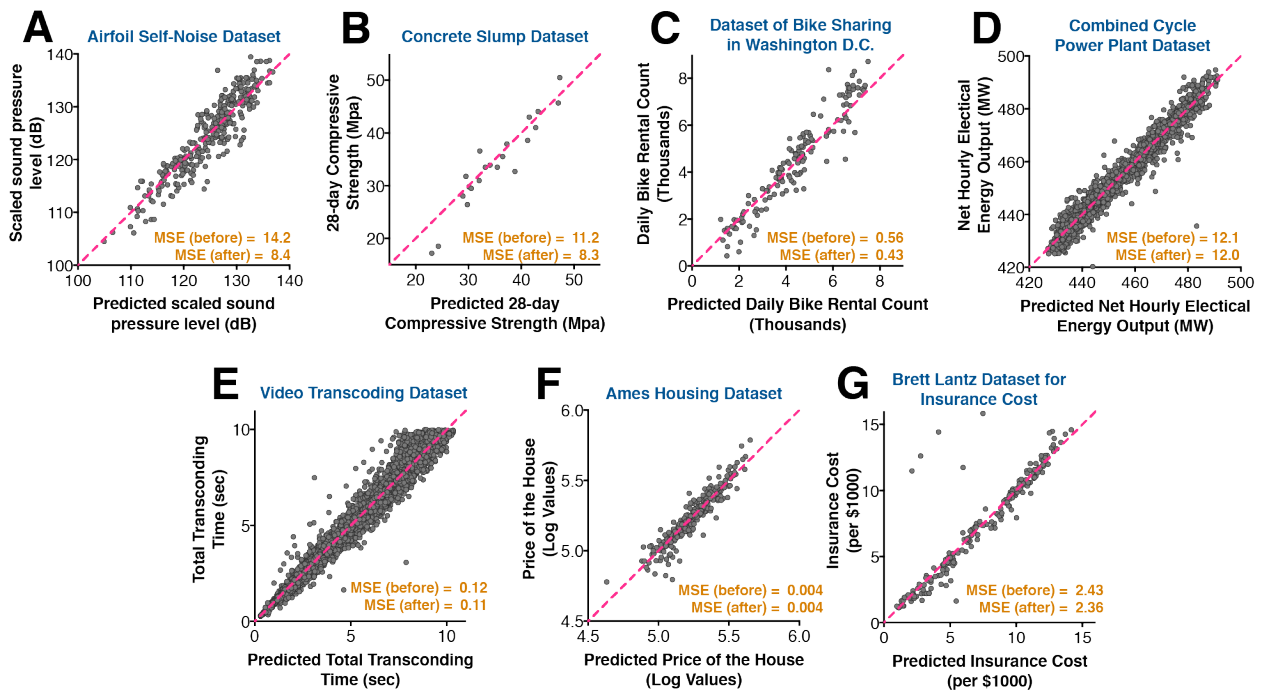 A
Airfoil Self-Noise Dataset
Scaled sound pressure
level (dB)
140
130
120
110
100
MSE (before) = 14.2
MSE (after) = 8.4
100
110
120
130
140
Predicted scaled sound
pressure level (dB)
B
Concrete Slump Dataset
28-day Compressive
Strength (Mpa)
50
40
30
20
MSE (before) = 11.2
MSE (after) = 8.3
20
30
40
50
Predicted 28-day
Compressive Strength (Mpa)
C
Dataset of Bike Sharing
in Washington D.C.
Daily Bike Rental Count
(Thousands)
8
6
4
2
0
MSE (before) = 0.56
MSE (after) = 0.43
0
2
4
6
8
Predicted Daily Bike Rental Count
(Thousands)
D
Combined Cycle
Power Plant Dataset
Net Hourly Electical
Energy Output (MW)
500
480
460
440
420
MSE (before) = 12.1
MSE (after) = 12.0
420
440
460
480
500
Predicted Net Hourly Electical
Energy Output (MW)
E
Video Transcoding Dataset
Total Transconding
Time (sec)
10
5
0
MSE (before) = 0.12
MSE (after) = 0.11
0
5
10
Predicted Total Transconding
Time (sec)
F
Ames Housing Dataset
Price of the House
(Log Values)
6.0
5.5
5.0
4.5
MSE (before) = 0.004
MSE (after) = 0.004
4.5
5.0
5.5
6.0
Predicted Price of the House
(Log Values)
G
Brett Lantz Dataset for
Insurance Cost
Insurance Cost
(per $1000)
15
10
5
0
MSE (before) = 2.43
MSE (after) = 2.36
0
5
10
15
Predicted Insurance Cost
(per $1000)